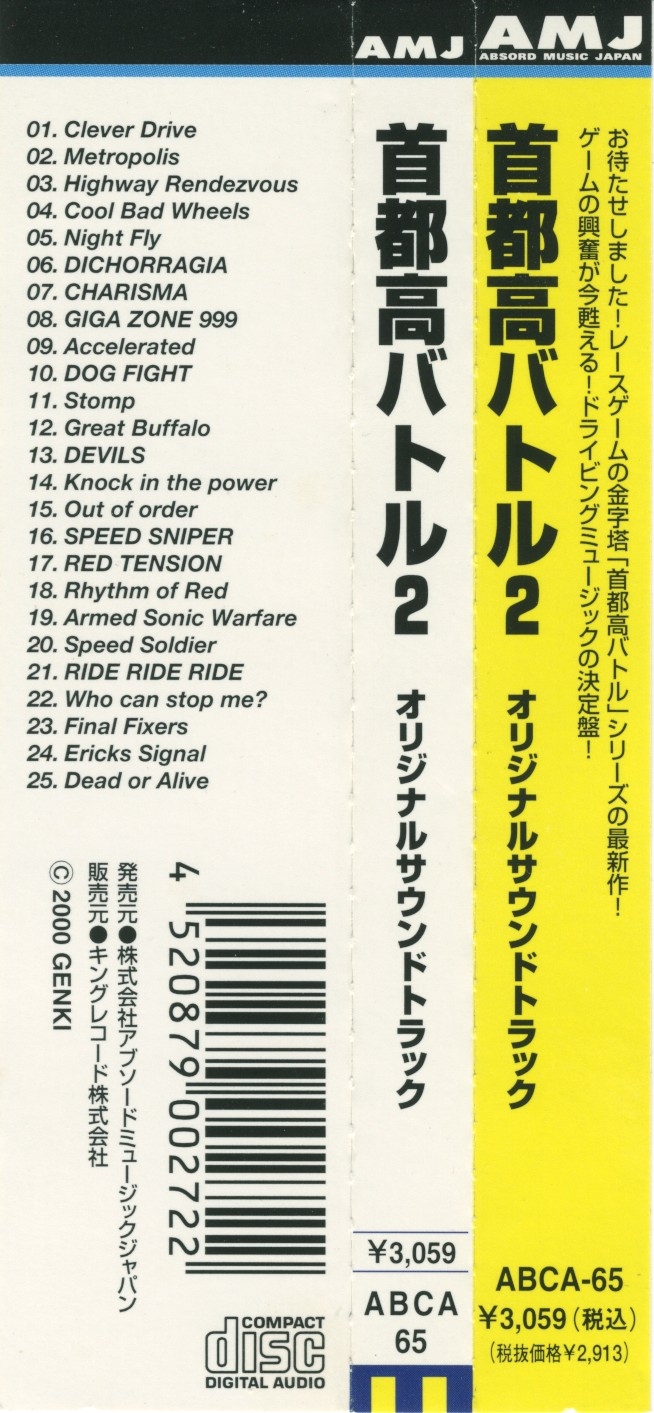 AMJ
ABSORD MUSIC JAPAN
お待たせしました！レースゲームの金字塔「首都高バトル」シリーズの最新作！
ゲームの興奮が今甦える！ドライビングミュージックの決定盤！
首都高バトル2
オリジナルサウンドトラック
ABCA-65
¥3,059（税込）
（税抜価格¥2,913）
AMJ
首都高バトル2
オリジナルサウンドトラック
¥3,059
ABCA
65
01. Clever Drive
02. Metropolis
03. Highway Rendezvous
04. Cool Bad Wheels
05. Night Fly
06. DICHORRAGIA
07. CHARISMA
08. GIGA ZONE 999
09. Accelerated
10. DOG FIGHT
11. Stomp
12. Great Buffalo
13. DEVILS
14. Knock in the power
15. Out of order
16. SPEED SNIPER
17. RED TENSION
18. Rhythm of Red
19. Armed Sonic Warfare
20. Speed Soldier
21. RIDE RIDE RIDE
22. Who can stop me?
23. Final Fixers
24. Ericks Signal
25. Dead or Alive
4 520879 002722
発売元●株式会社アブソードミュージックジャパン
販売元●キングレコード株式会社
© 2000 GENKI
COMPACT
disc
DIGITAL AUDIO